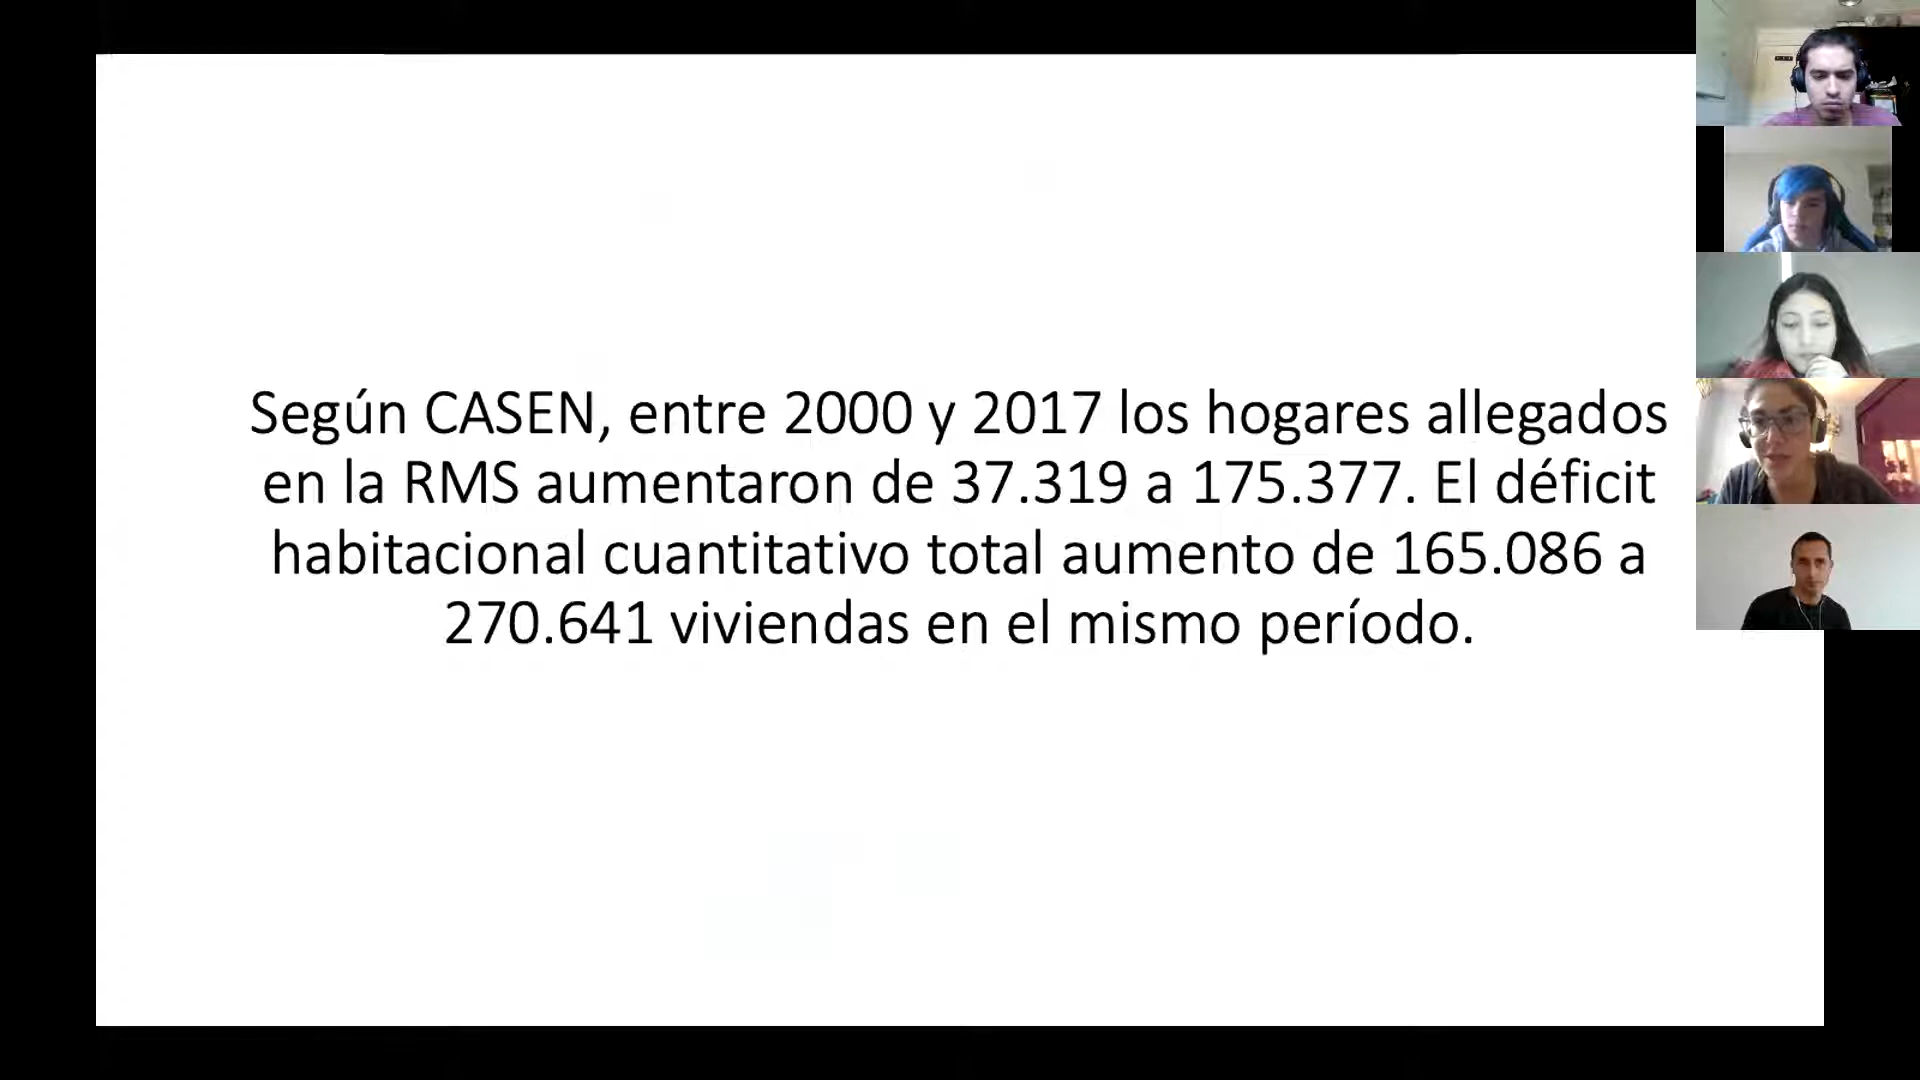 Según CASEN, entre 2000 y 2017 los hogares allegados
en la RMS aumentaron de 37.319 a 175.377. El déficit
habitacional cuantitativo total aumento de 165.086 a
270.641 viviendas en el mismo período.